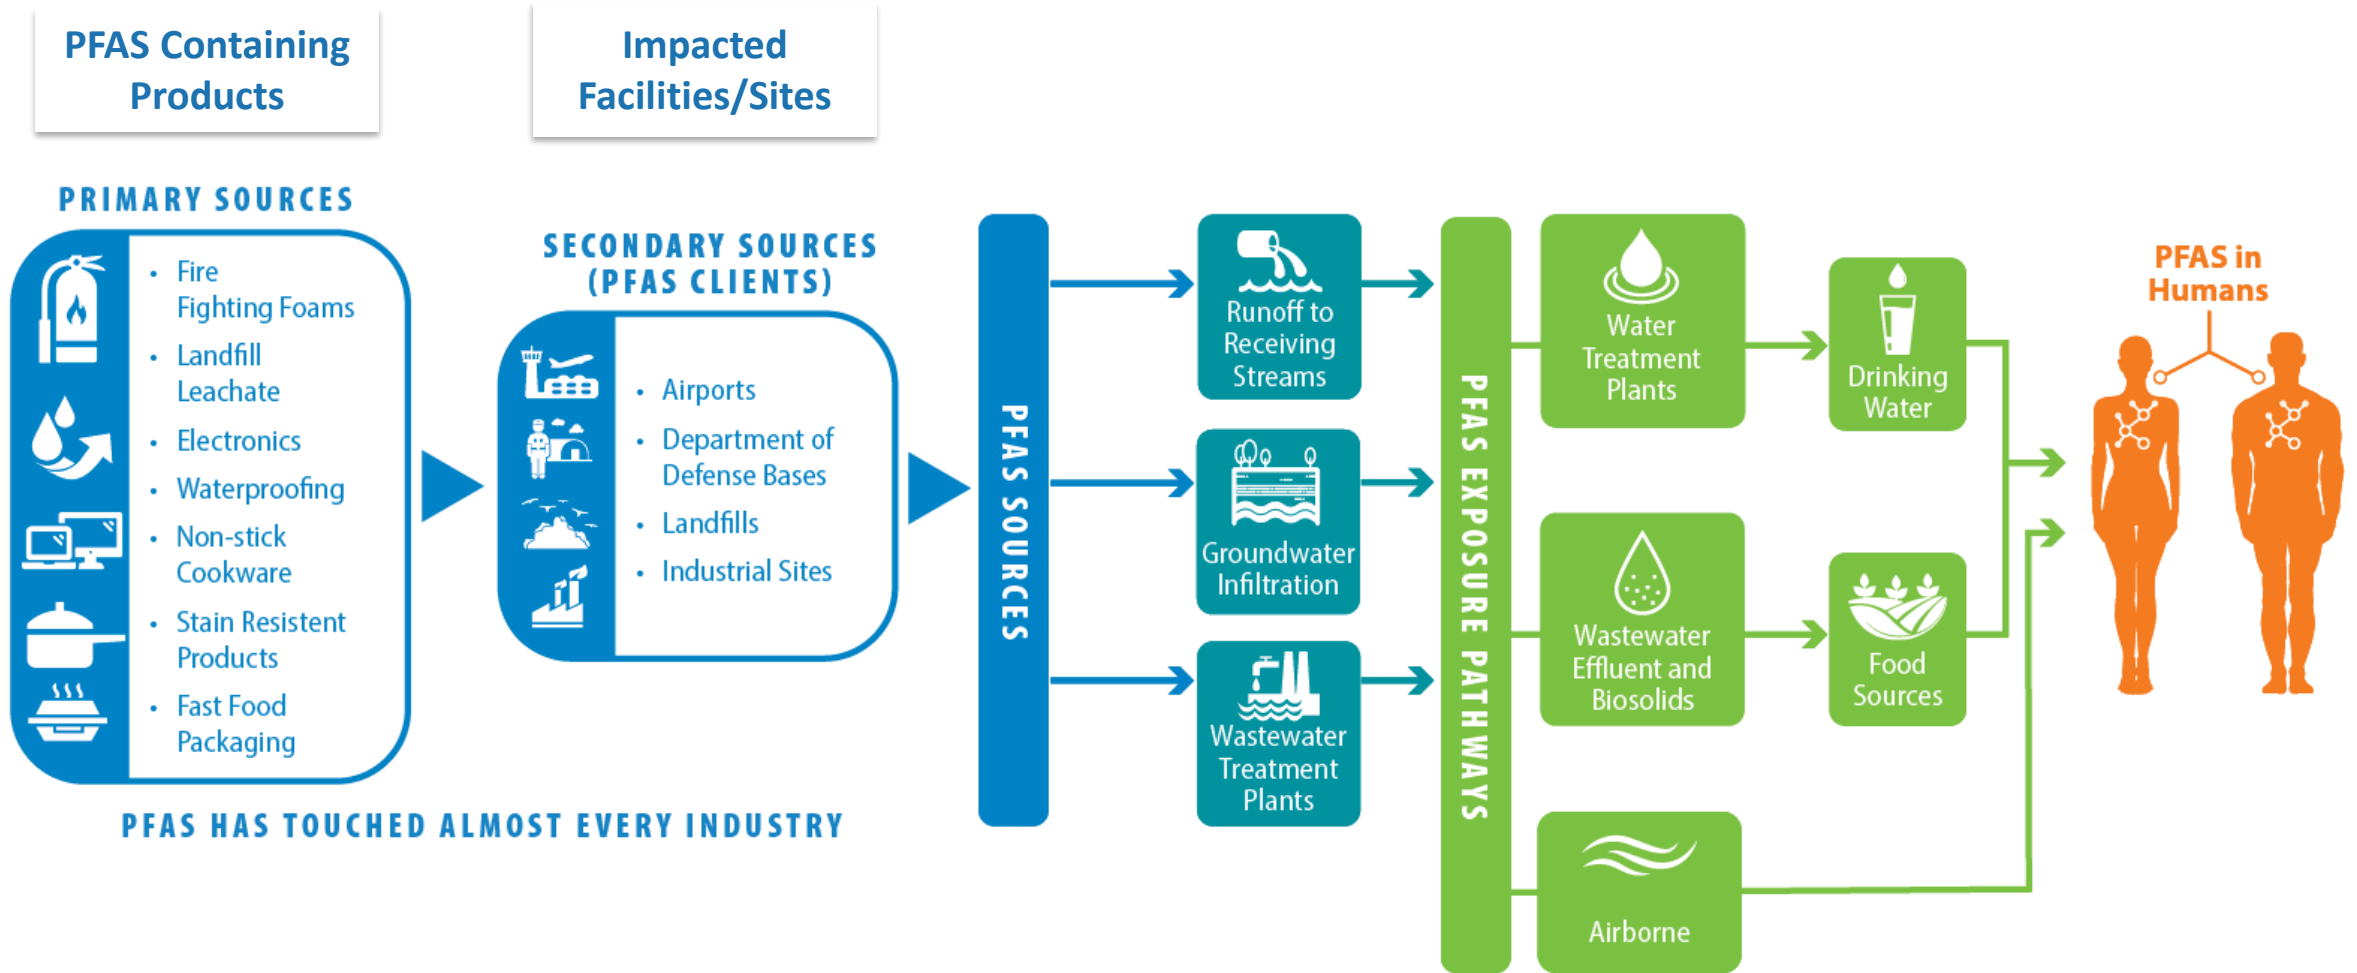 PFAS Containing
Products
Impacted
Facilities/Sites
PRIMARY SOURCES
• Fire
Fighting Foams
• Landfill
Leachate
• Electronics
• Waterproofing
• Non-stick
Cookware
• Stain Resistent
Products
• Fast Food
Packaging
SECONDARY SOURCES
(PFAS CLIENTS)
• Airports
• Department of
Defense Bases
• Landfills
• Industrial Sites
PFAS HAS TOUCHED ALMOST EVERY INDUSTRY
PFAS SOURCES
Runoff to
Receiving
Streams
Groundwater
Infiltration
Wastewater
Treatment
Plants
PFAS EXPOSURE PATHWAYS
Water
Treatment
Plants
Drinking
Water
Wastewater
Effluent and
Biosolids
Food
Sources
Airborne
PFAS in
Humans